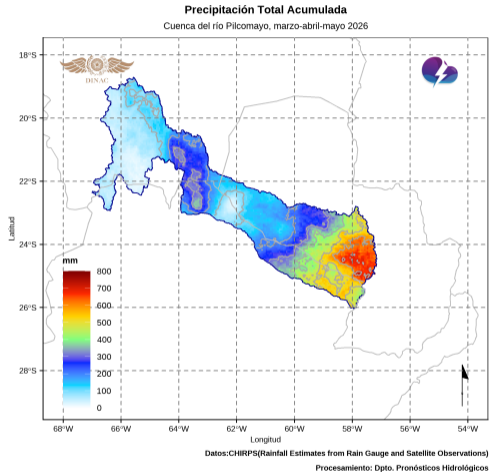 Precipitación Total Acumulada
Cuenca del río Pilcomayo, marzo-abril-mayo 2026
18°S
20°S
22°S
24°S
26°S
28°S
Latitud
IHNAC
mm
800
700
600
500
400
300
200
100
0
68°W 66°W 64°W 62°W 60°W 58°W 56°W 54°W
Longitud
Datos:CHIRPS(Rainfall Estimates from Rain Gauge and Satellite Observations)
Procesamiento: Dpto. Pronósticos Hidrológicos